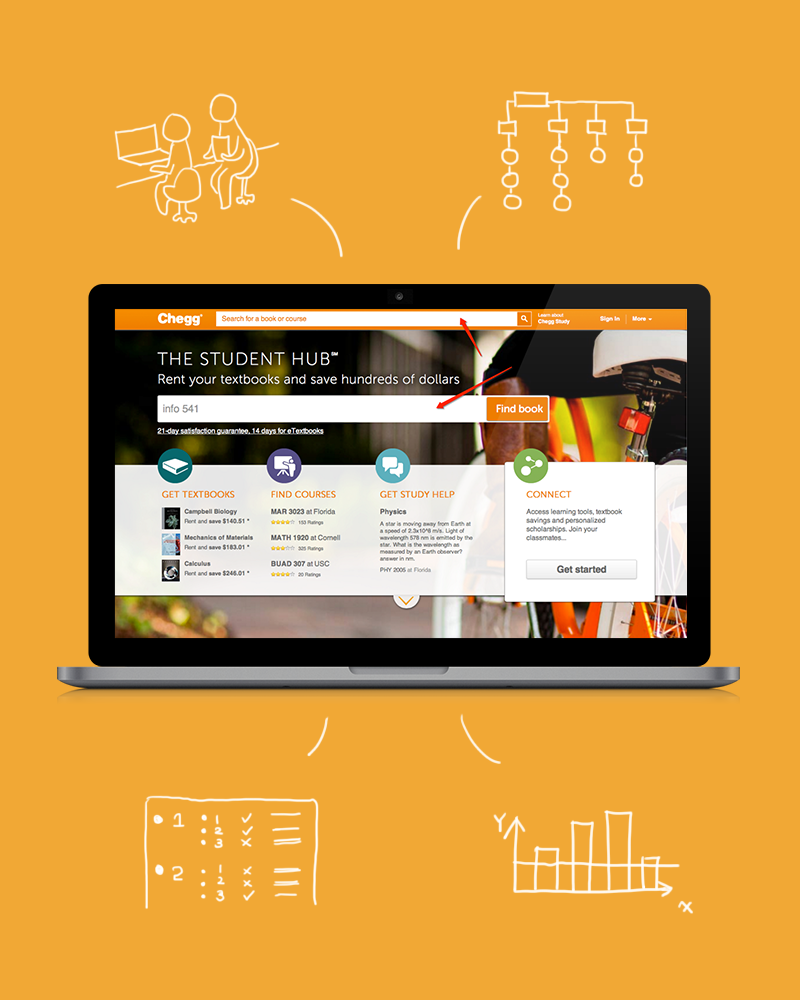 Chegg
Search for a book or course
Learn about
Chegg Study
Sign In
More
THE STUDENT HUB℠
Rent your textbooks and save hundreds of dollars
info 541
Find book
21-day satisfaction guarantee, 14 days for eTextbooks
GET TEXTBOOKS
Campbell Biology
Rent and save $140.51 *
Mechanics of Materials
Rent and save $183.01 *
Calculus
Rent and save $246.01 *
FIND COURSES
MAR 3023 at Florida
153 Ratings
MATH 1920 at Cornell
325 Ratings
BUAD 307 at USC
20 Ratings
GET STUDY HELP
Physics
A star is moving away from Earth at
a speed of 2.3x10^8 m/s. Light of
wavelength 578 nm is emitted by the
star. What is the wavelength as
measured by an Earth observer?
answer in nm.
PHY 2005 at Florida
CONNECT
Access learning tools, textbook
savings and personalized
scholarships. Join your
classmates...
Get started
1 1
2
3
2 1
2
3
Y
X